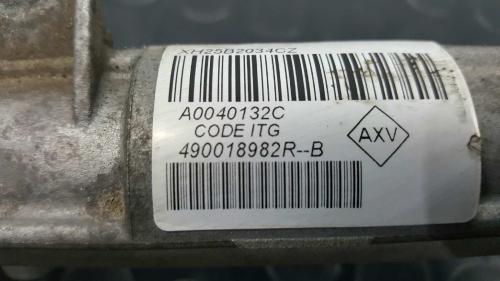 XH25B2034CZ
A0040132C
CODE ITG
AXV
490018982R--B